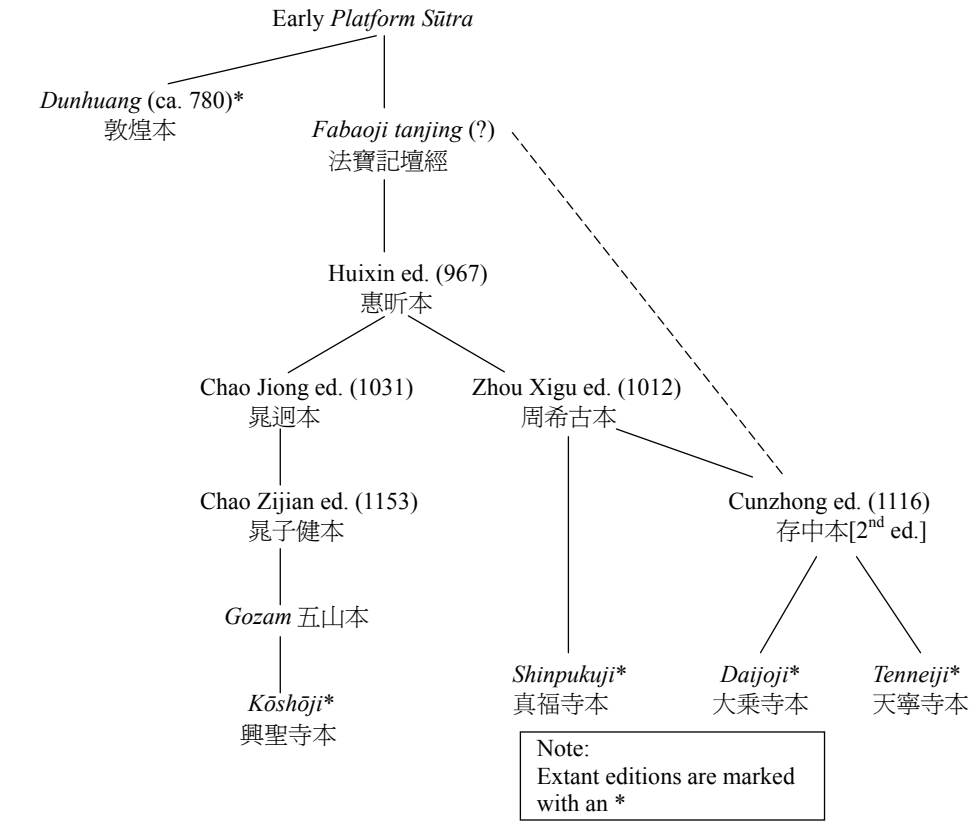 Early Platform Sūtra
Dunhuang (ca. 780)*
敦煌本
Fabaoji tanjing (?)
法寶記壇經
Huixin ed. (967)
惠昕本
Chao Jiong ed. (1031)
晁迥本
Zhou Xigu ed. (1012)
周希古本
Chao Zijian ed. (1153)
晁子健本
Cunzhong ed. (1116)
存中本[2nd ed.]
Gozam 五山本
Kōshōji*
興聖寺本
Shinpukuji*
真福寺本
Daijoji*
大乗寺本
Tenneiji*
天寧寺本
Note:
Extant editions are marked
with an *